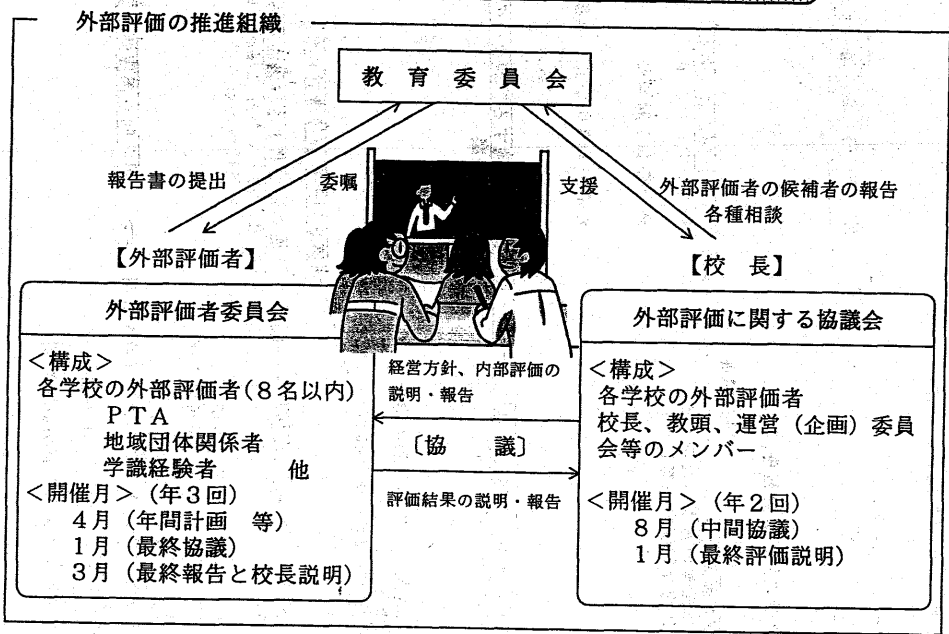 外部評価の推進組織
教 育 委 員 会
報告書の提出
委嘱
支援
外部評価者の候補者の報告
各種相談
【外部評価者】
【校 長】
外部評価者委員会
<構成>
各学校の外部評価者(8名以内)
PTA
地域団体関係者
学識経験者 他
<開催月>(年3回)
4月(年間計画 等)
1月(最終協議)
3月(最終報告と校長説明)
経営方針、内部評価の
説明・報告
〔協 議〕
評価結果の説明・報告
外部評価に関する協議会
<構成>
各学校の外部評価者
校長、教頭、運営(企画)委員
会等のメンバー
<開催月>(年2回)
8月(中間協議)
1月(最終評価説明)